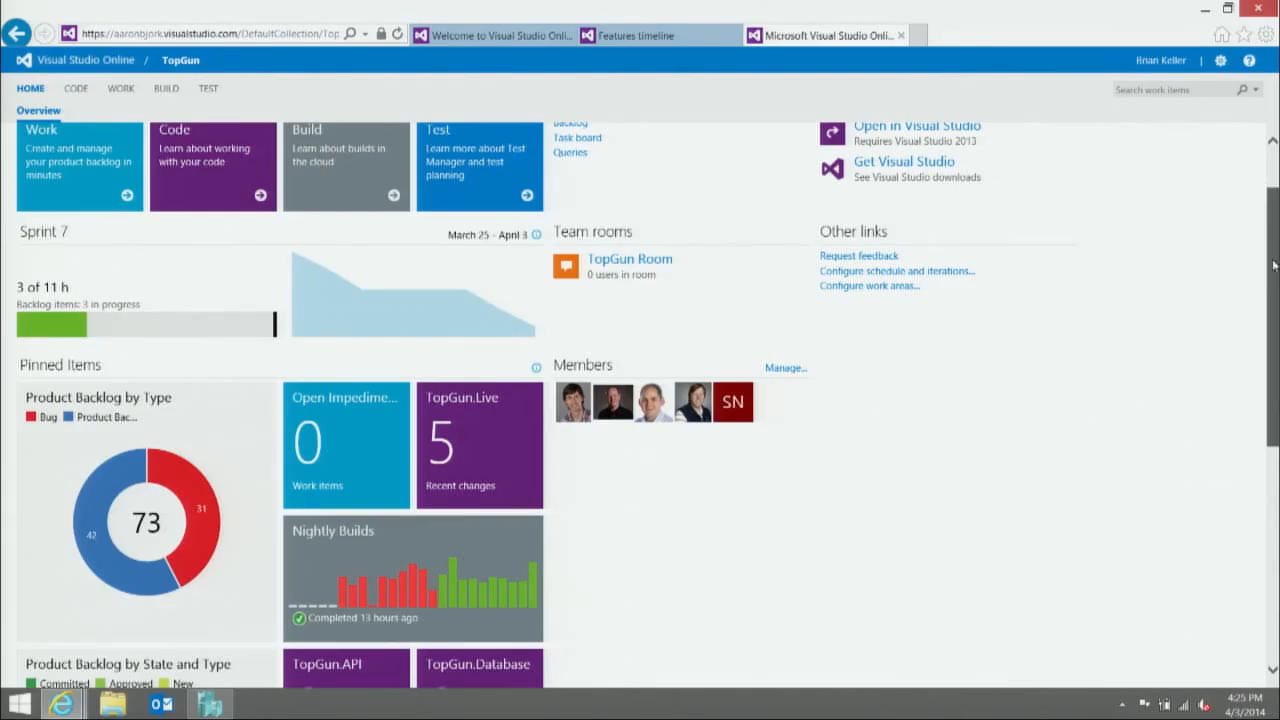 https://aaronbjork.visualstudio.com/DefaultCollection/Top
Welcome to Visual Studio Onli...
Features timeline
Microsoft Visual Studio Onli...
Visual Studio Online / TopGun
Brian Keller
HOME CODE WORK BUILD TEST
Search work items
Overview
Work
Create and manage
your product backlog in
minutes
Code
Learn about working
with your code
Build
Learn about builds in
the cloud
Test
Learn more about Test
Manager and test
planning
Backlog
Task board
Queries
Open in Visual Studio
Requires Visual Studio 2013
Get Visual Studio
See Visual Studio downloads
Sprint 7
March 25 - April 3
3 of 11 h
Backlog items: 3 in progress
Team rooms
TopGun Room
0 users in room
Other links
Request feedback
Configure schedule and iterations...
Configure work areas...
Pinned Items
Members
Manage...
SN
Product Backlog by Type
Bug Product Bac...
31
73
42
Open Impedime...
0
Work items
TopGun.Live
5
Recent changes
Nightly Builds
Completed 13 hours ago
Product Backlog by State and Type
Committed Approved New
TopGun.API
TopGun.Database
4:25 PM
4/3/2014